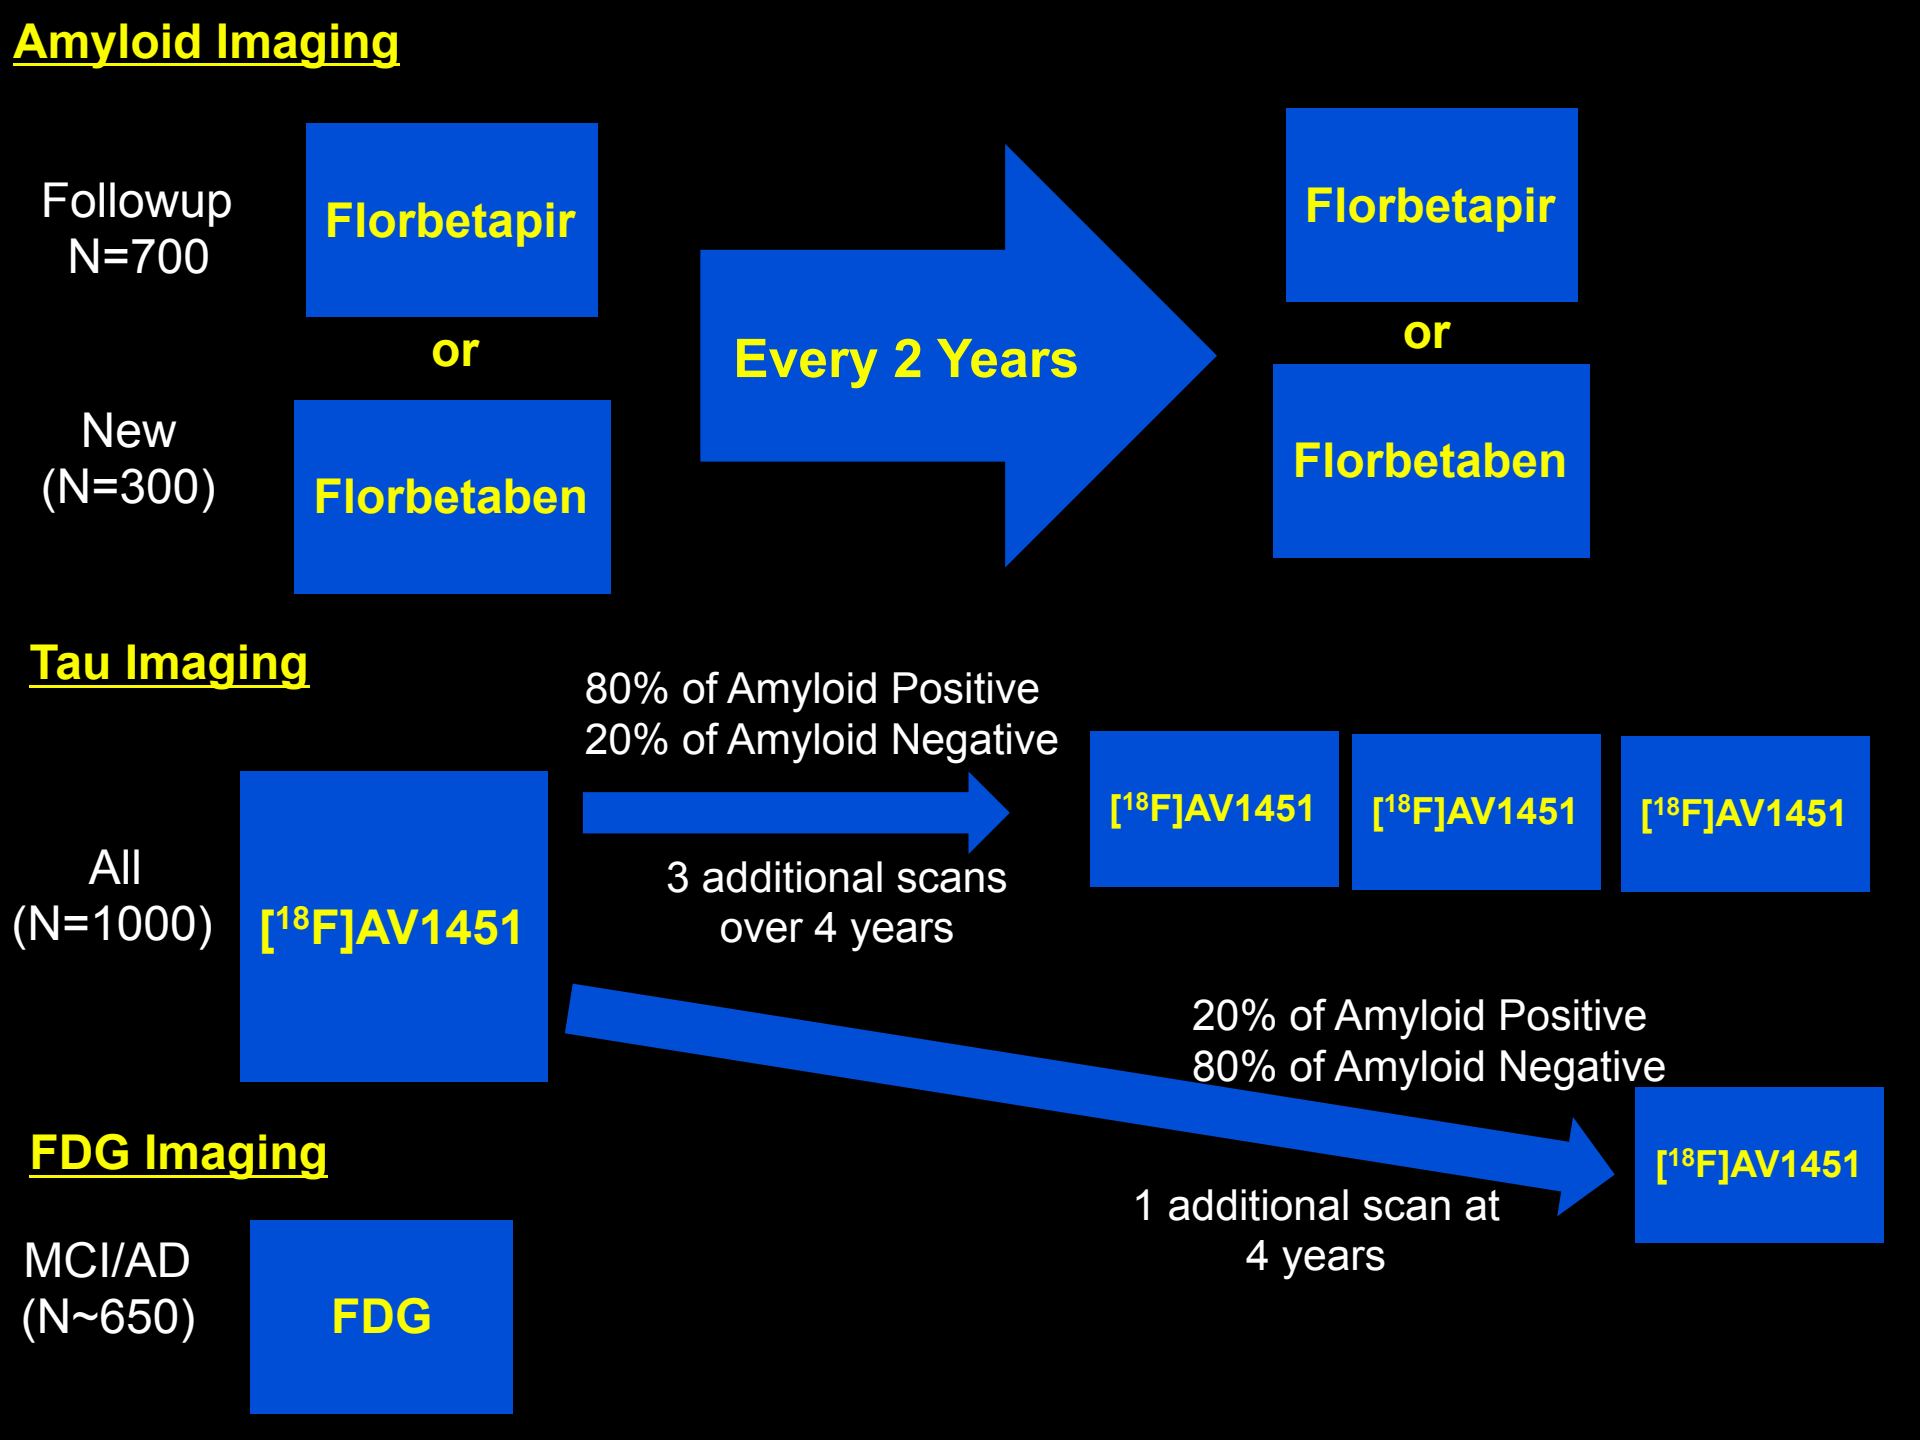 Amyloid Imaging
Followup
N=700
Florbetapir
or
New
(N=300)
Florbetaben
Every 2 Years
Florbetapir
or
Florbetaben
Tau Imaging
All
(N=1000)
[¹⁸F]AV1451
80% of Amyloid Positive
20% of Amyloid Negative
3 additional scans
over 4 years
[¹⁸F]AV1451
[¹⁸F]AV1451
[¹⁸F]AV1451
20% of Amyloid Positive
80% of Amyloid Negative
1 additional scan at
4 years
[¹⁸F]AV1451
FDG Imaging
MCI/AD
(N~650)
FDG